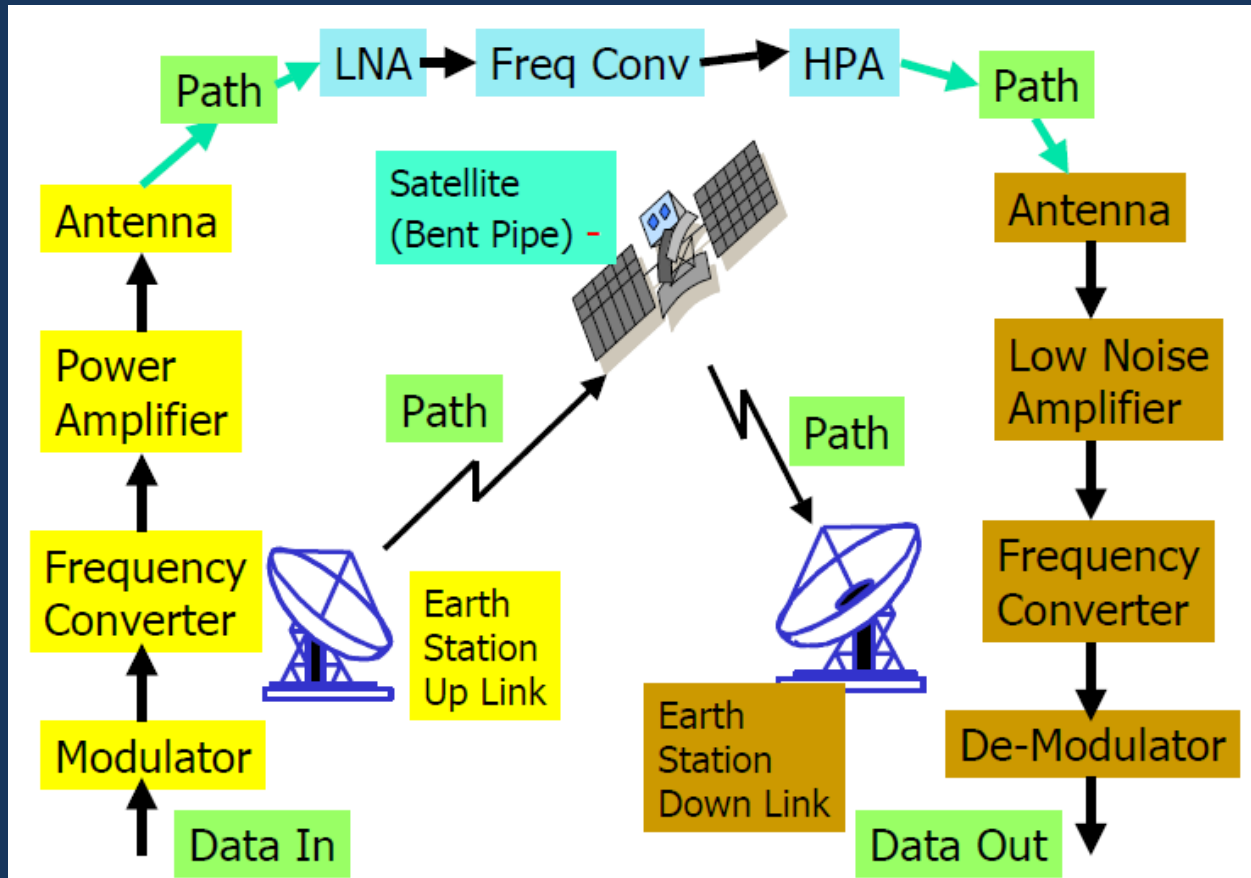 LNA
Freq Conv
HPA
Path
Path
Satellite
(Bent Pipe) -
Antenna
Antenna
Power
Amplifier
Low Noise
Amplifier
Path
Path
Frequency
Converter
Frequency
Converter
Earth
Station
Up Link
Earth
Station
Down Link
Modulator
De-Modulator
Data In
Data Out